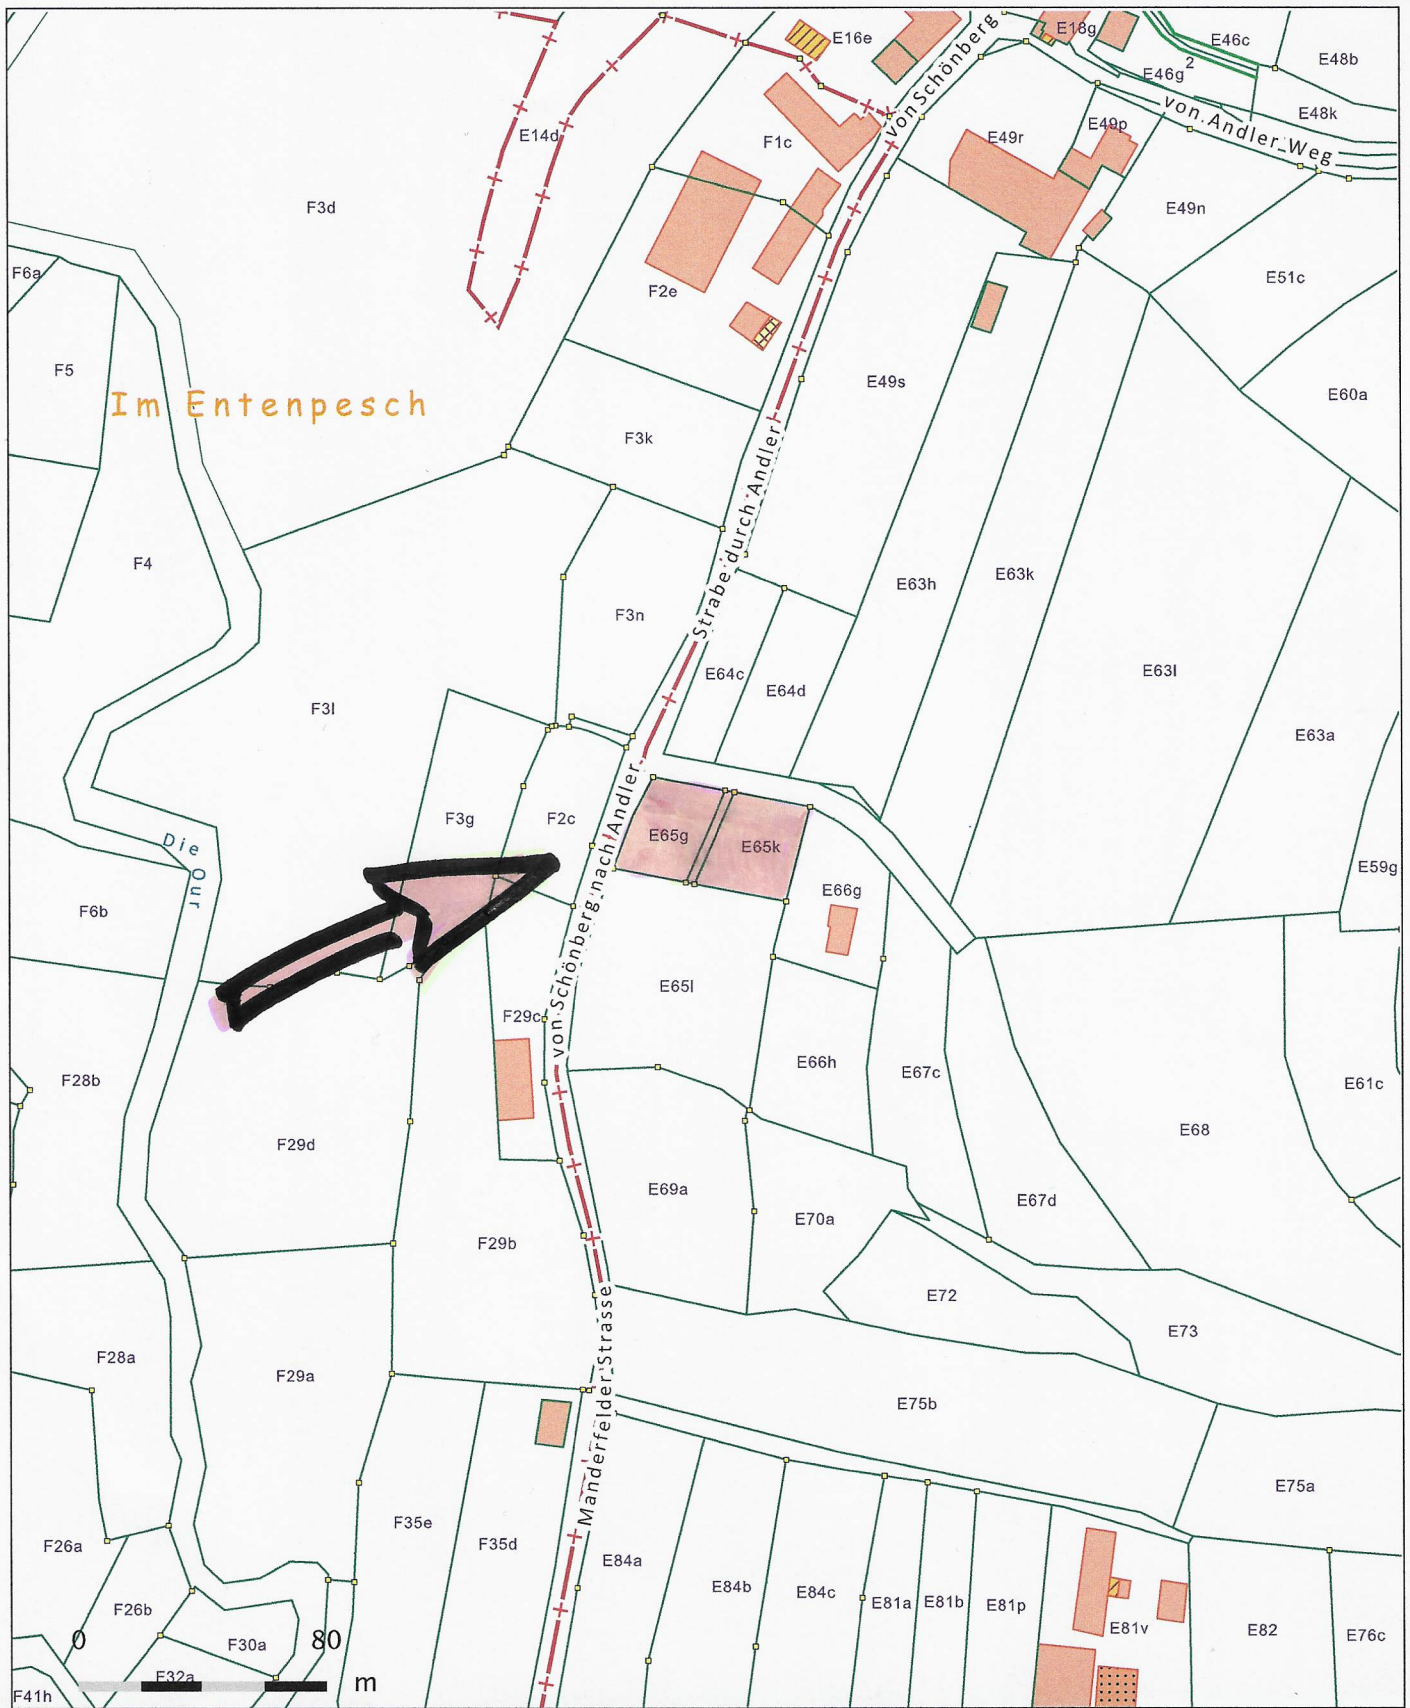 E16e
E18g
E46c
E48b
2
E46g
von Schönberg
von Andler Weg
E48k
E14d
F1c
E49r
E49p
F3d
E49n
F6a
F2e
E51c
F5
E49s
Im Entenpesch
E60a
F3k
Strabe durch Andler
F4
E63h
E63k
F3n
E63l
E64c
E64d
F3l
E63a
F3g
F2c
E65g
E65k
Die Our
E59g
E66g
F6b
von Schönberg nach Andler
E65l
F29c
E66h
E67c
F28b
E61c
F29d
E68
E69a
E67d
E70a
F29b
E72
E73
Manderfelder Strasse
F28a
F29a
E75b
E75a
F35e
F35d
F26a
E84a
E84b
E84c
E81a
E81b
E81p
E81v
E82
E76c
F26b
F30a
F32a
F41h
0 80
m